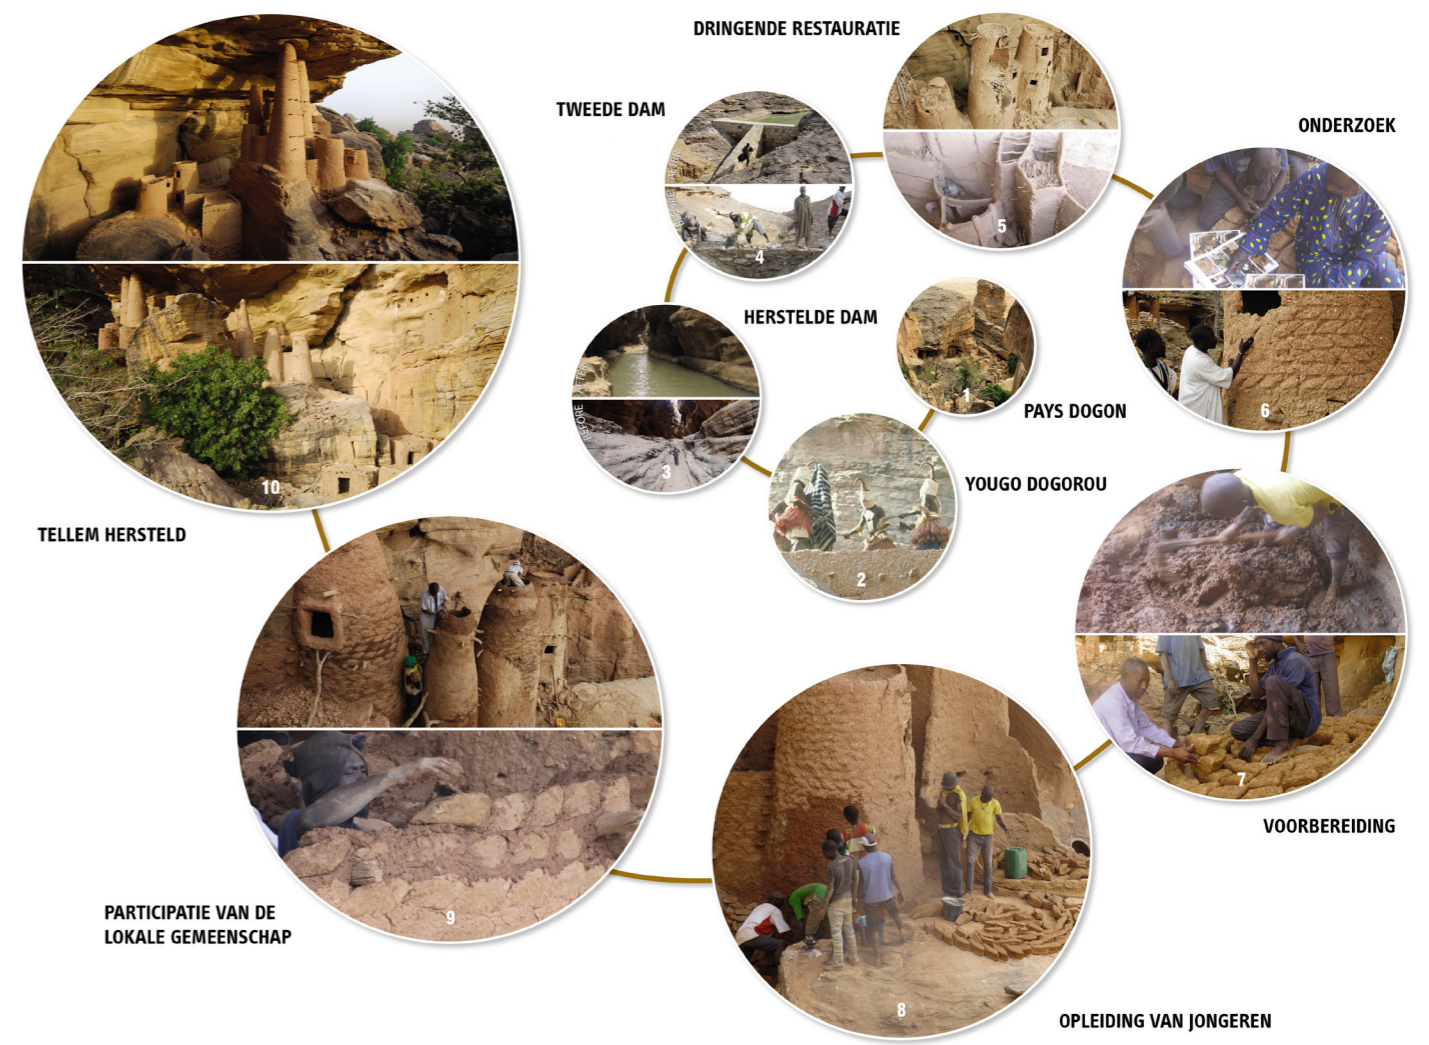 DRINGENDE RESTAURATIE
TWEEDE DAM
ONDERZOEK
5
4
HERSTELDE DAM
1
PAYS DOGON
6
BEFORE
3
YOUGO DOGOROU
10
TELLEM HERSTELD
2
7
VOORBEREIDING
PARTICIPATIE VAN DE
LOKALE GEMEENSCHAP
9
8
OPLEIDING VAN JONGEREN